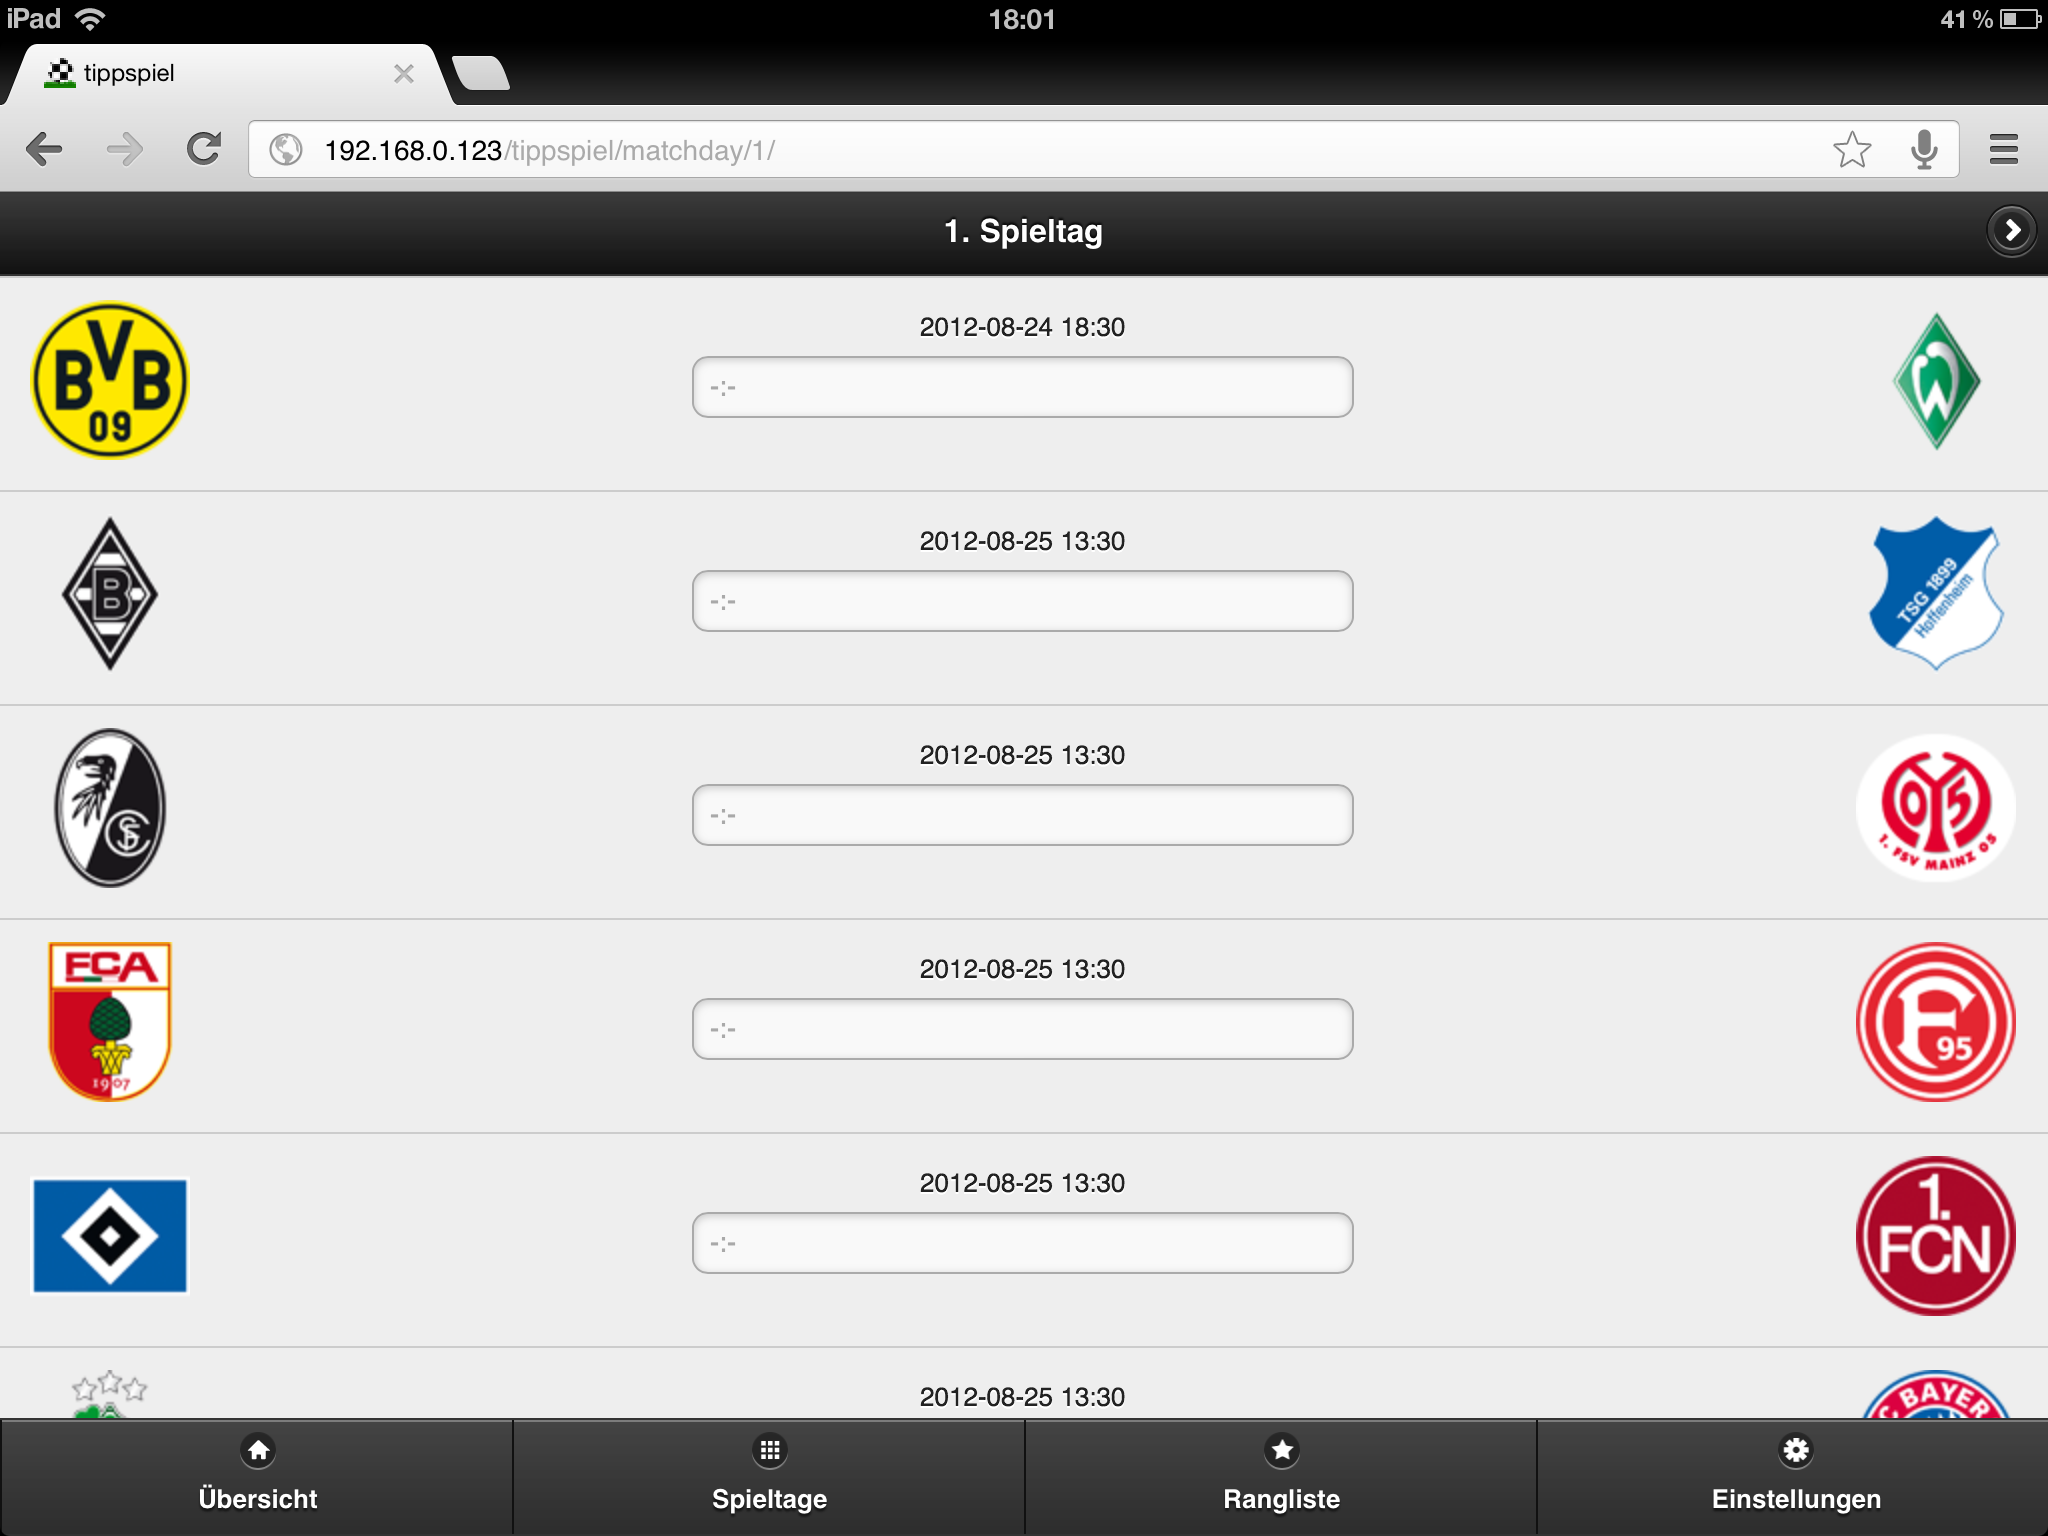 iPad 18:01 41 %
tippspiel
192.168.0.123/tippspiel/matchday/1/
1. Spieltag
2012-08-24 18:30
BVB 09
-:-
W
2012-08-25 13:30
B
-:-
TSG 1899
Hoffenheim
2012-08-25 13:30
SC
-:-
05
1. FSV MAINZ 05
2012-08-25 13:30
FCA
1907
-:-
F 95
2012-08-25 13:30
-:-
1.
FCN
2012-08-25 13:30
C BAYER
Übersicht Spieltage Rangliste Einstellungen